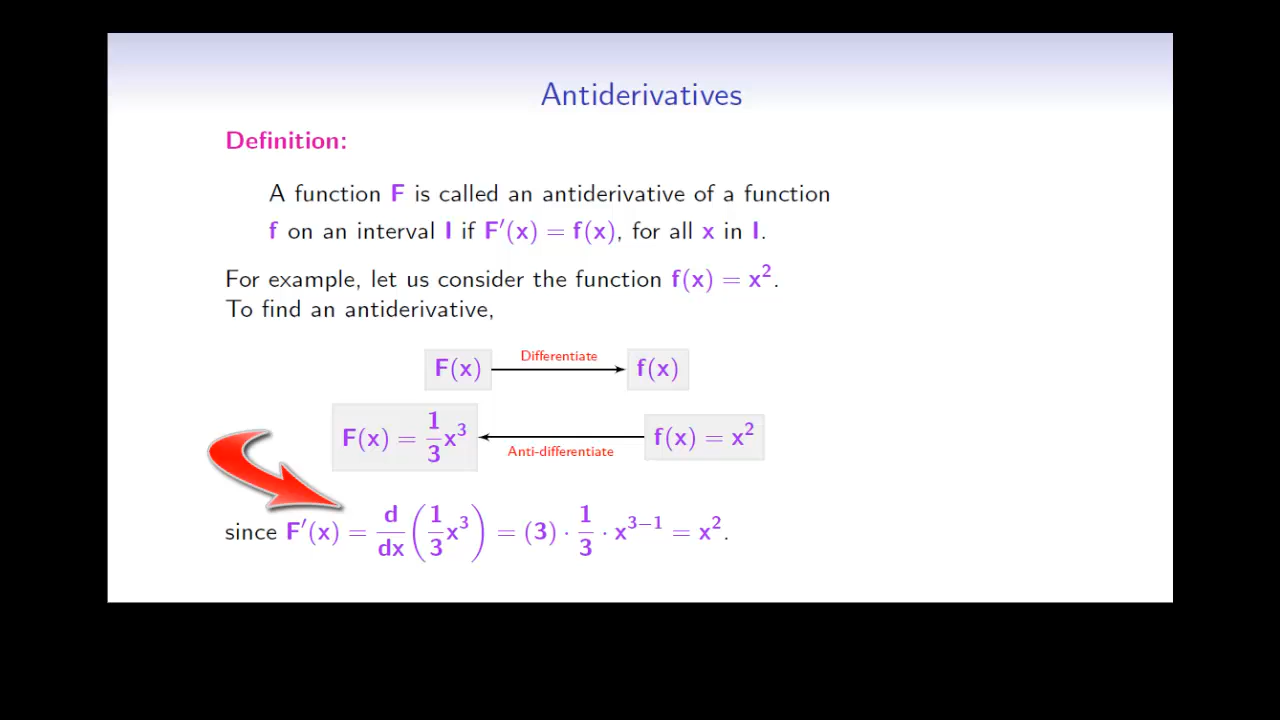 Antiderivatives
Definition:
A function F is called an antiderivative of a function
f on an interval I if F′(x) = f(x), for all x in I.
For example, let us consider the function f(x) = x².
To find an antiderivative,
F(x) Differentiate f(x)
F(x) = 1/3 x³ Anti-differentiate f(x) = x²
since F′(x) = d/dx (1/3 x³) = (3) · 1/3 · x³⁻¹ = x².